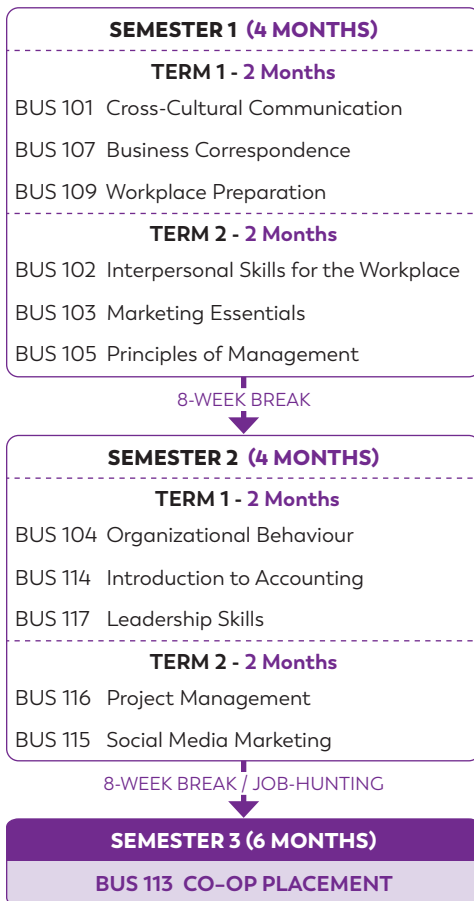 SEMESTER 1 (4 MONTHS)
TERM 1 - 2 Months
BUS 101 Cross-Cultural Communication
BUS 107 Business Correspondence
BUS 109 Workplace Preparation
TERM 2 - 2 Months
BUS 102 Interpersonal Skills for the Workplace
BUS 103 Marketing Essentials
BUS 105 Principles of Management
8-WEEK BREAK
SEMESTER 2 (4 MONTHS)
TERM 1 - 2 Months
BUS 104 Organizational Behaviour
BUS 114 Introduction to Accounting
BUS 117 Leadership Skills
TERM 2 - 2 Months
BUS 116 Project Management
BUS 115 Social Media Marketing
8-WEEK BREAK / JOB-HUNTING
SEMESTER 3 (6 MONTHS)
BUS 113 CO-OP PLACEMENT